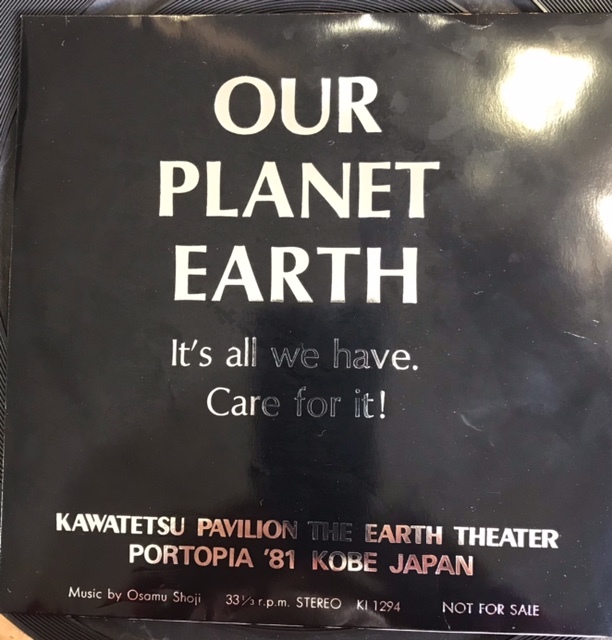 OUR
PLANET
EARTH
It's all we have.
Care for it!
KAWATETSU PAVILION THE EARTH THEATER
PORTOPIA '81 KOBE JAPAN
Music by Osamu Shoji 33⅓ r.p.m. STEREO KI 1294 NOT FOR SALE